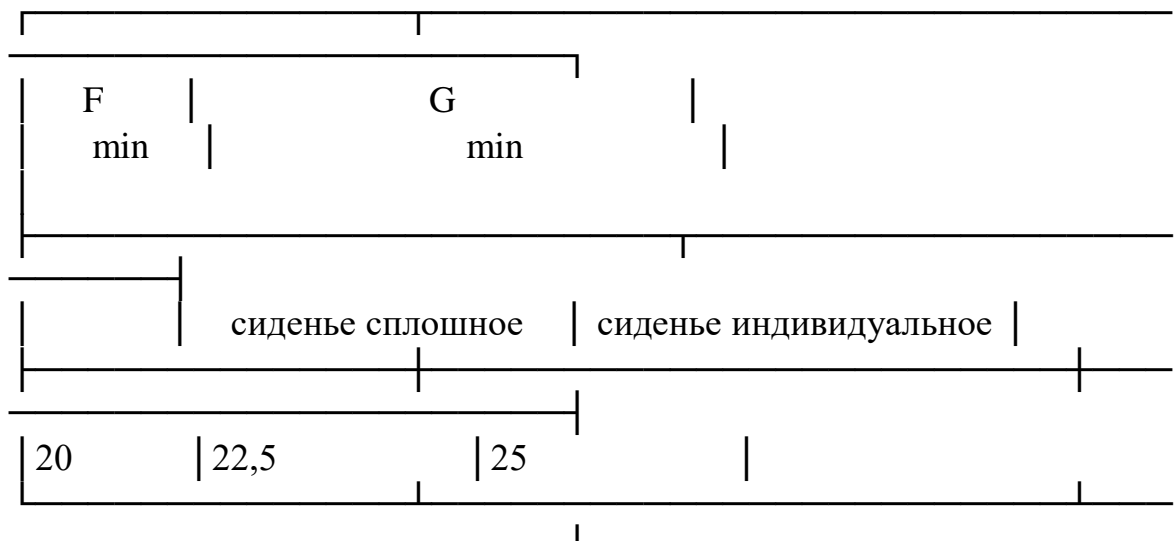 F G
min min
сиденье сплошное сиденье индивидуальное
20 22,5 25